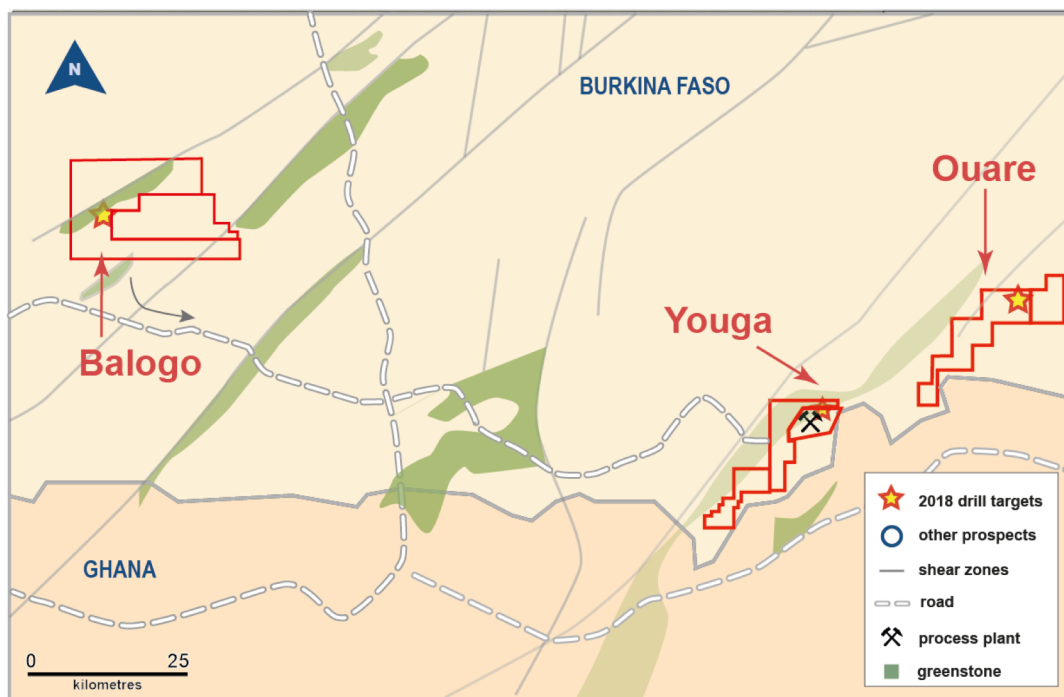 N
BURKINA FASO
Ouare
Youga
Balogo
GHANA
2018 drill targets
other prospects
shear zones
road
process plant
greenstone
0 25
kilometres